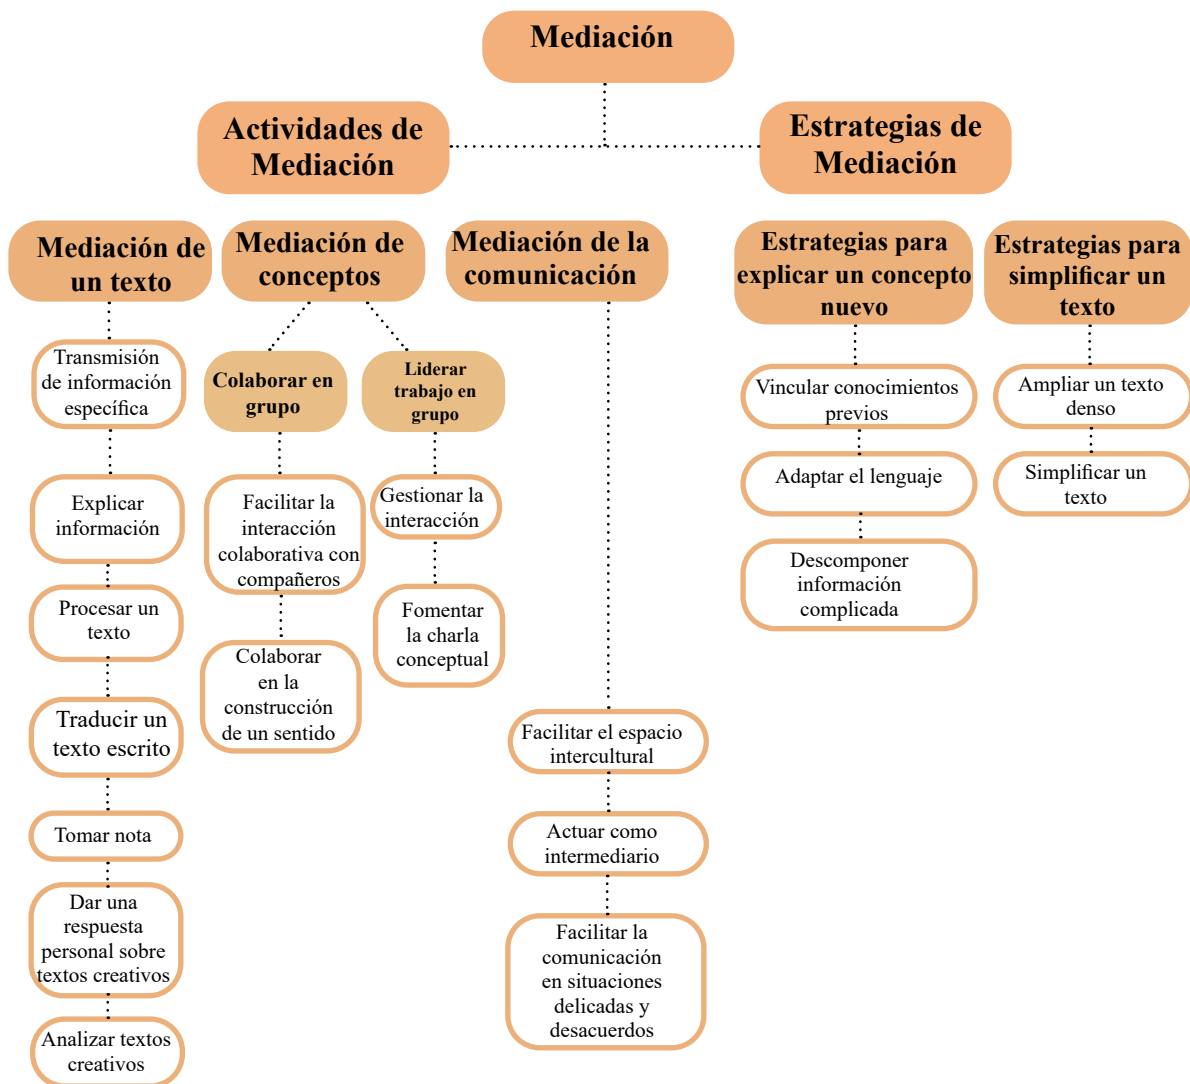 Mediación
Actividades de
Mediación
Estrategias de
Mediación
Mediación de
un texto
Mediación de
conceptos
Mediación de la
comunicación
Estrategias para
explicar un concepto
nuevo
Estrategias para
simplificar un
texto
Transmisión
de información
específica
Explicar
información
Procesar un
texto
Traducir un
texto escrito
Tomar nota
Dar una
respuesta
personal sobre
textos creativos
Analizar textos
creativos
Colaborar en
grupo
Facilitar la
interacción
colaborativa con
compañeros
Colaborar
en la
construcción
de un sentido
Liderar
trabajo en
grupo
Gestionar la
interacción
Fomentar
la charla
conceptual
Facilitar el espacio
intercultural
Actuar como
intermediario
Facilitar la
comunicación
en situaciones
delicadas y
desacuerdos
Vincular conocimientos
previos
Adaptar el lenguaje
Descomponer
información
complicada
Ampliar un texto
denso
Simplificar un
texto